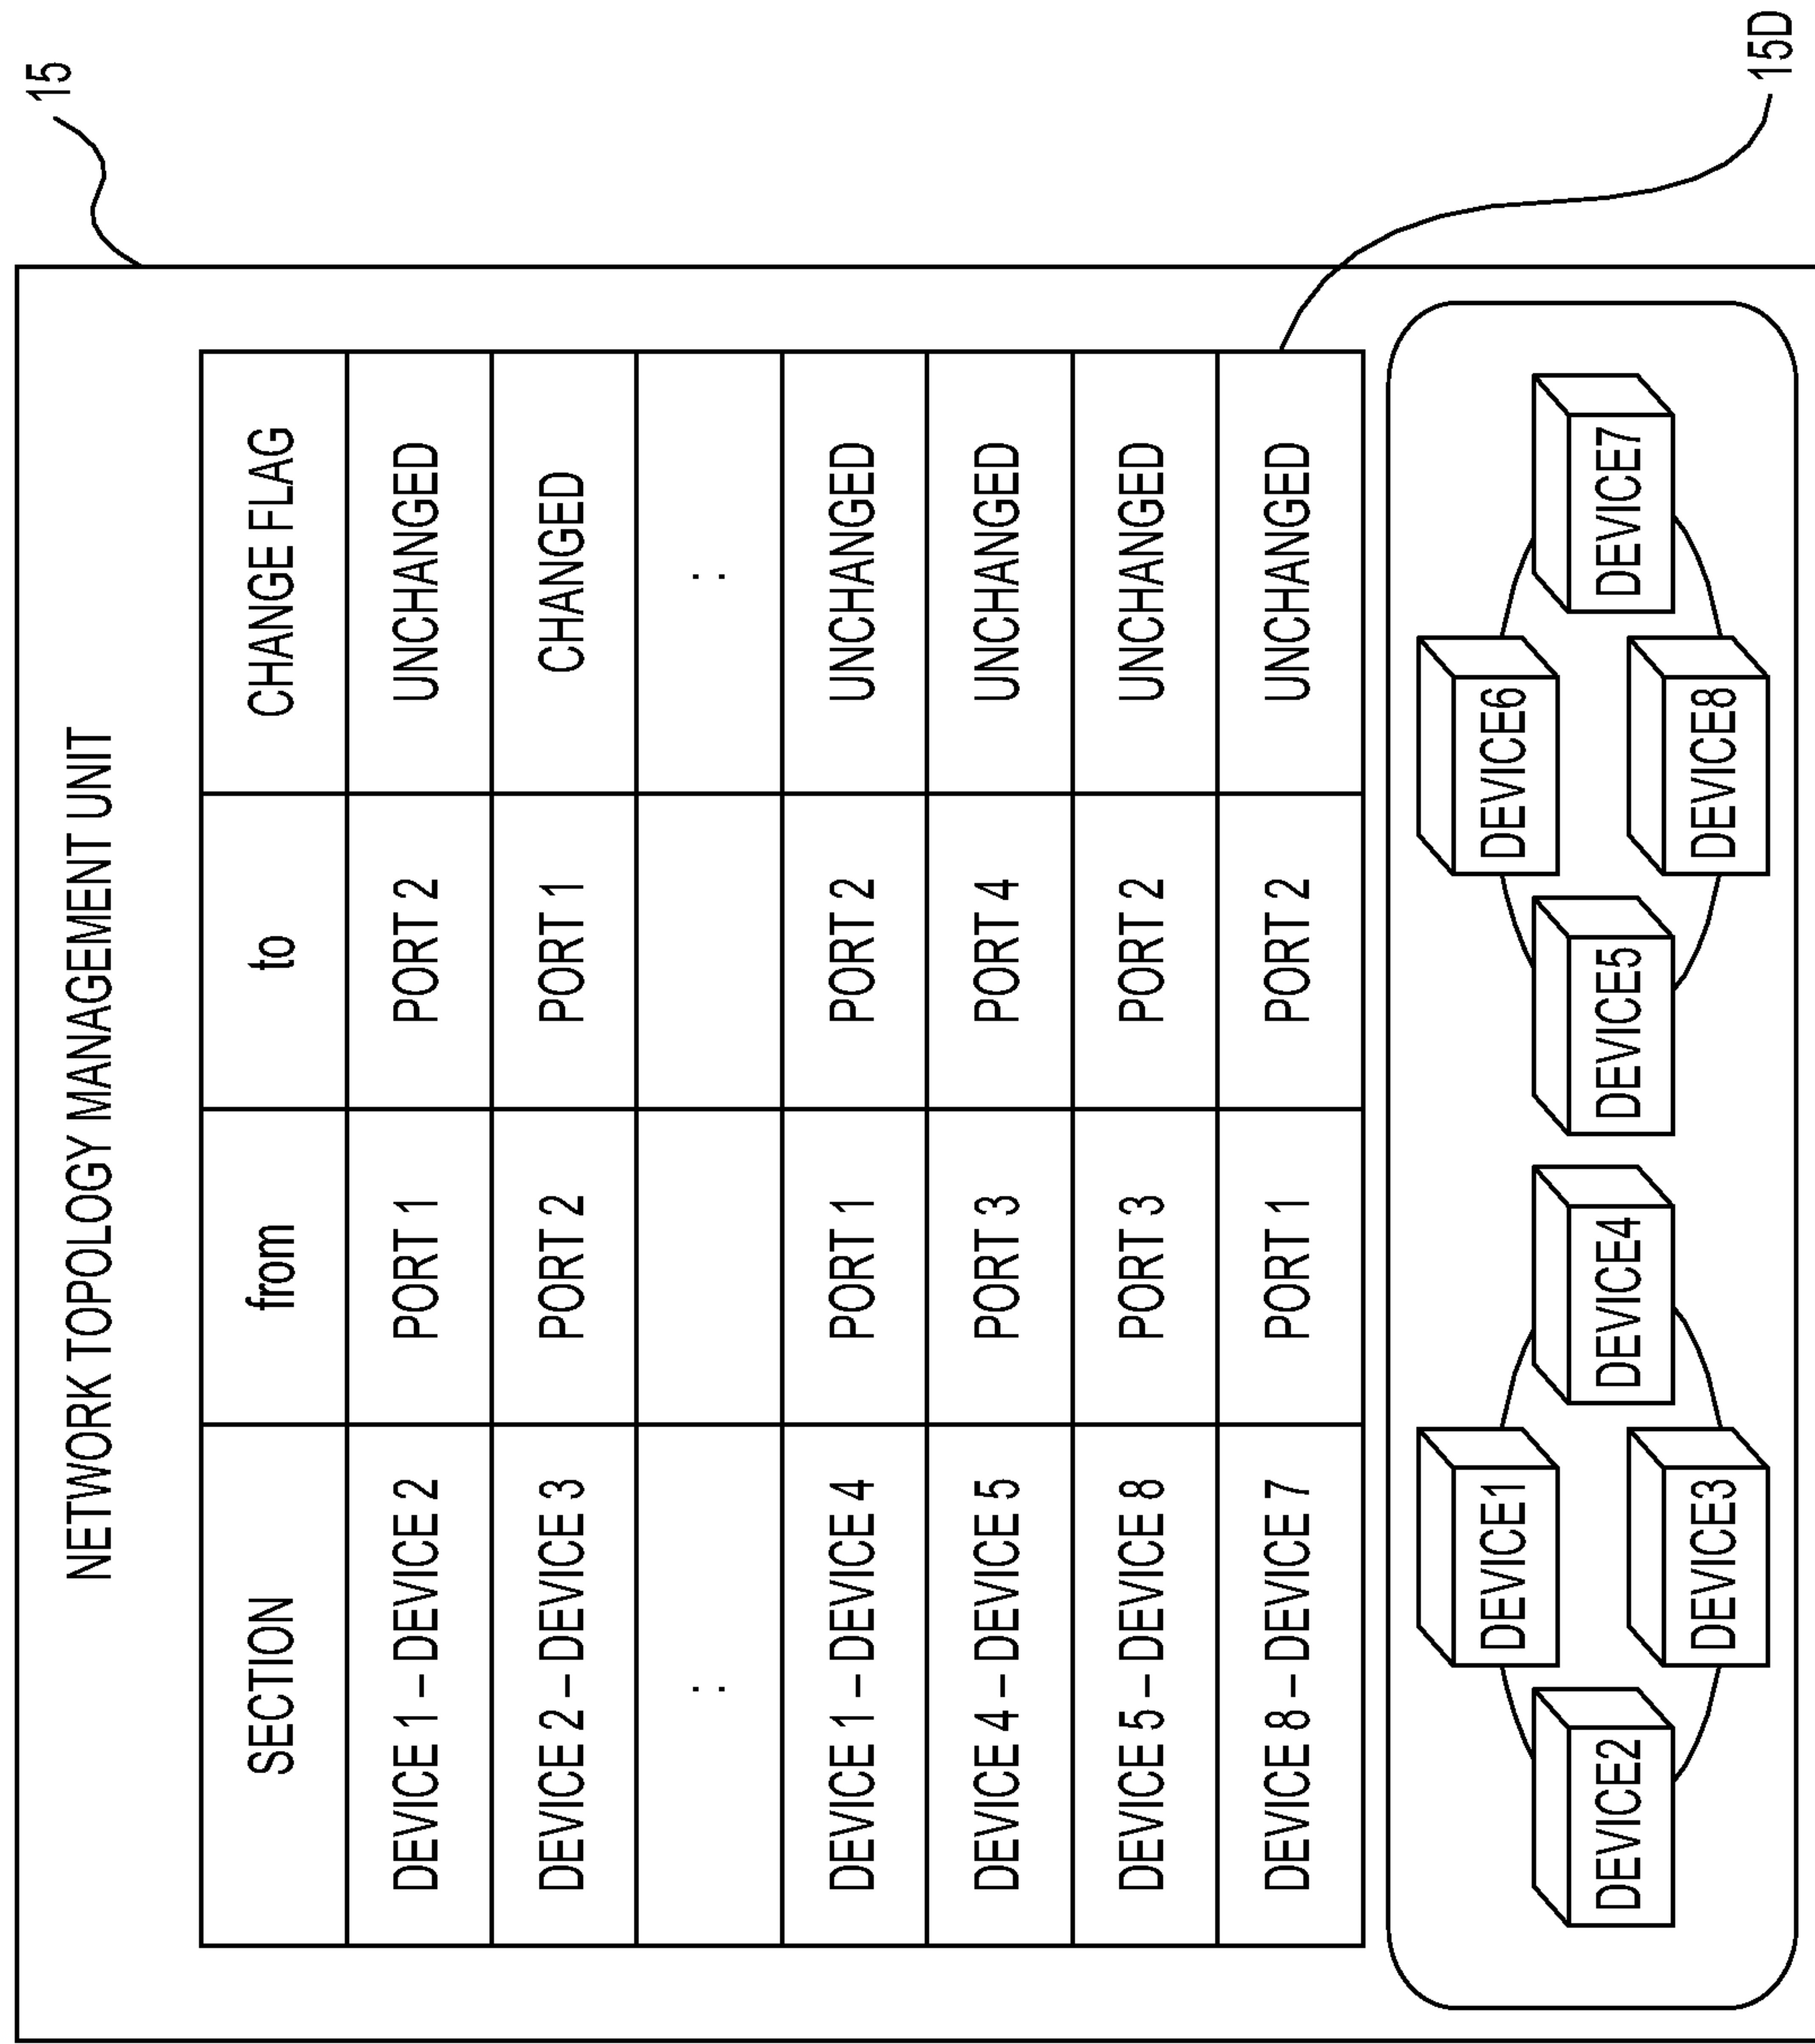 15
NETWORK TOPOLOGY MANAGEMENT UNIT
SECTION from to CHANGE FLAG
DEVICE 1 – DEVICE 2 PORT 1 PORT 2 UNCHANGED
DEVICE 2 – DEVICE 3 PORT 2 PORT 1 CHANGED
: :
DEVICE 1 – DEVICE 4 PORT 1 PORT 2 UNCHANGED
DEVICE 4 – DEVICE 5 PORT 3 PORT 4 UNCHANGED
DEVICE 5 – DEVICE 8 PORT 3 PORT 2 UNCHANGED
DEVICE 8 – DEVICE 7 PORT 1 PORT 2 UNCHANGED
15D
DEVICE1 DEVICE6
DEVICE2 DEVICE4 DEVICE5 DEVICE7
DEVICE3 DEVICE8